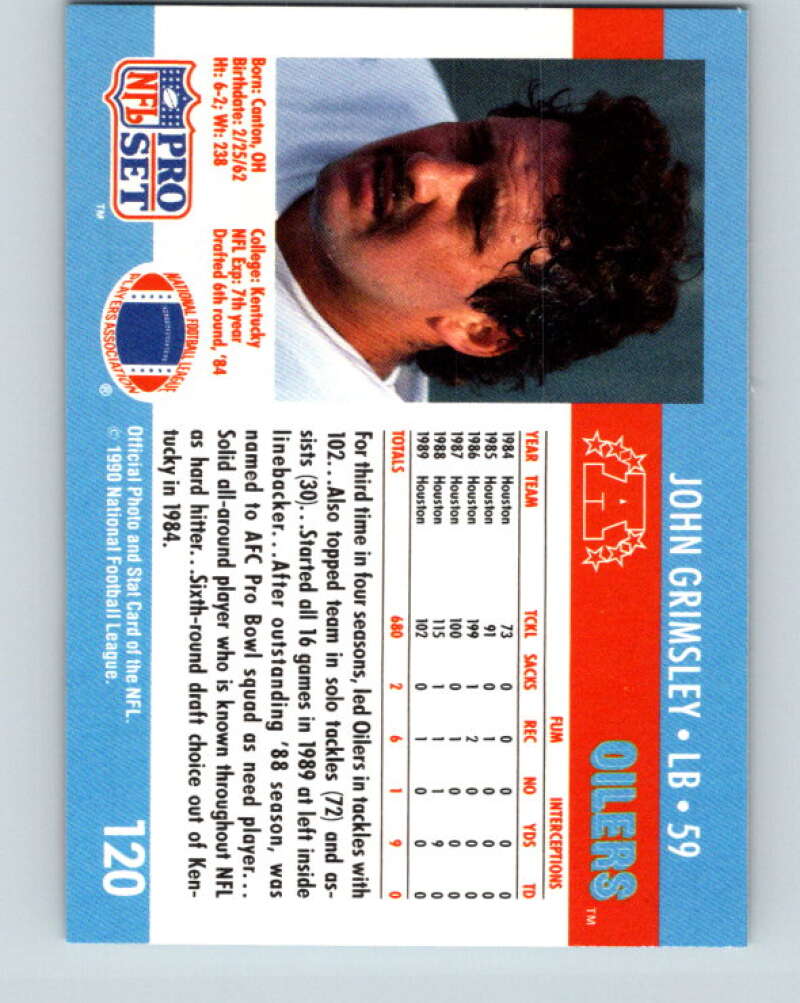 JOHN GRIMSLEY • LB • 59
A
OILERS™
FUM INTERCEPTIONS
YEAR TEAM TCKL SACKS REC NO YDS TD
1984 Houston 73 0 0 0 0 0
1985 Houston 91 0 1 0 0 0
1986 Houston 199 1 2 0 0 0
1987 Houston 100 0 1 0 0 0
1988 Houston 115 1 1 1 9 0
1989 Houston 102 0 1 0 0 0
TOTALS 680 2 6 1 9 0
For third time in four seasons, led Oilers in tackles with
102...Also topped team in solo tackles (72) and as-
sists (30)...Started all 16 games in 1989 at left inside
linebacker...After outstanding '88 season, was
named to AFC Pro Bowl squad as need player...
Solid all-around player who is known throughout NFL
as hard hitter...Sixth-round draft choice out of Ken-
tucky in 1984.
Born: Canton, OH
Birthdate: 2/25/62
Ht: 6-2; Wt: 238
College: Kentucky
NFL Exp: 7th year
Drafted 6th round, '84
NFL PRO SET™
NATIONAL FOOTBALL LEAGUE
PLAYERS ASSOCIATION®
Official Photo and Stat Card of the NFL.
© 1990 National Football League.
120